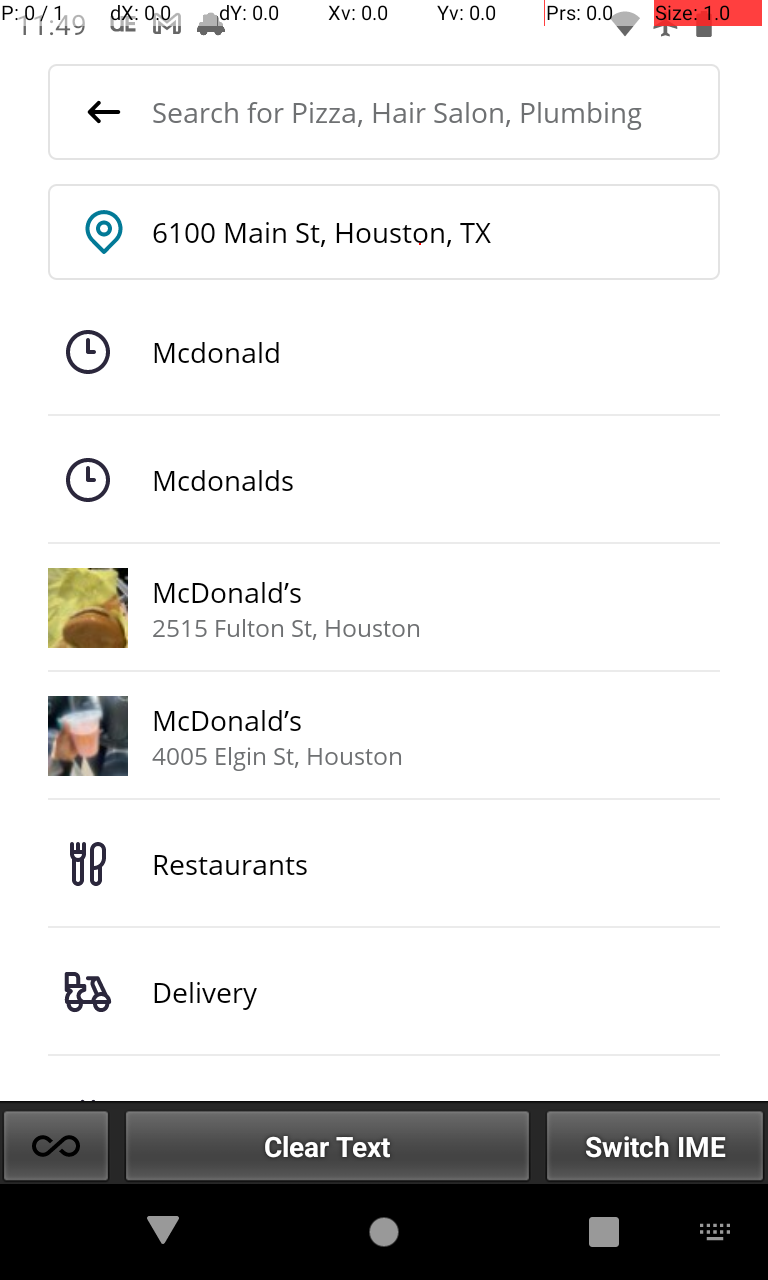 P: 0 / 1 dX: 0.0 dY: 0.0 Xv: 0.0 Yv: 0.0 Prs: 0.0 Size: 1.0
11:49
Search for Pizza, Hair Salon, Plumbing
6100 Main St, Houston, TX
Mcdonald
Mcdonalds
McDonald’s
2515 Fulton St, Houston
McDonald’s
4005 Elgin St, Houston
Restaurants
Delivery
Clear Text Switch IME